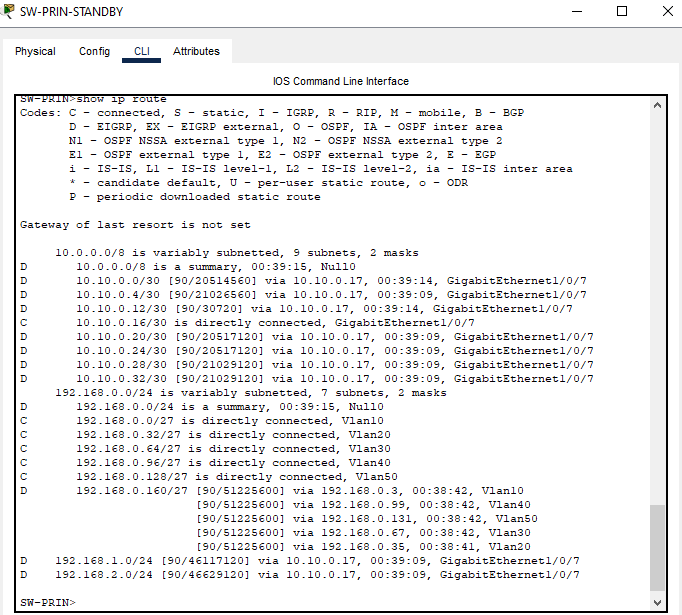 SW-PRIN-STANDBY
Physical Config CLI Attributes
IOS Command Line Interface
SW-PRIN>show ip route
Codes: C - connected, S - static, I - IGRP, R - RIP, M - mobile, B - BGP
D - EIGRP, EX - EIGRP external, O - OSPF, IA - OSPF inter area
N1 - OSPF NSSA external type 1, N2 - OSPF NSSA external type 2
E1 - OSPF external type 1, E2 - OSPF external type 2, E - EGP
i - IS-IS, L1 - IS-IS level-1, L2 - IS-IS level-2, ia - IS-IS inter area
* - candidate default, U - per-user static route, o - ODR
P - periodic downloaded static route
Gateway of last resort is not set
10.0.0.0/8 is variably subnetted, 9 subnets, 2 masks
D 10.0.0.0/8 is a summary, 00:39:15, Null0
D 10.10.0.0/30 [90/20514560] via 10.10.0.17, 00:39:14, GigabitEthernet1/0/7
D 10.10.0.4/30 [90/21026560] via 10.10.0.17, 00:39:09, GigabitEthernet1/0/7
D 10.10.0.12/30 [90/30720] via 10.10.0.17, 00:39:14, GigabitEthernet1/0/7
C 10.10.0.16/30 is directly connected, GigabitEthernet1/0/7
D 10.10.0.20/30 [90/20517120] via 10.10.0.17, 00:39:09, GigabitEthernet1/0/7
D 10.10.0.24/30 [90/20517120] via 10.10.0.17, 00:39:09, GigabitEthernet1/0/7
D 10.10.0.28/30 [90/21029120] via 10.10.0.17, 00:39:09, GigabitEthernet1/0/7
D 10.10.0.32/30 [90/21029120] via 10.10.0.17, 00:39:09, GigabitEthernet1/0/7
192.168.0.0/24 is variably subnetted, 7 subnets, 2 masks
D 192.168.0.0/24 is a summary, 00:39:15, Null0
C 192.168.0.0/27 is directly connected, Vlan10
C 192.168.0.32/27 is directly connected, Vlan20
C 192.168.0.64/27 is directly connected, Vlan30
C 192.168.0.96/27 is directly connected, Vlan40
C 192.168.0.128/27 is directly connected, Vlan50
D 192.168.0.160/27 [90/51225600] via 192.168.0.3, 00:38:42, Vlan10
[90/51225600] via 192.168.0.99, 00:38:42, Vlan40
[90/51225600] via 192.168.0.131, 00:38:42, Vlan50
[90/51225600] via 192.168.0.67, 00:38:42, Vlan30
[90/51225600] via 192.168.0.35, 00:38:41, Vlan20
D 192.168.1.0/24 [90/46117120] via 10.10.0.17, 00:39:09, GigabitEthernet1/0/7
D 192.168.2.0/24 [90/46629120] via 10.10.0.17, 00:39:09, GigabitEthernet1/0/7
SW-PRIN>